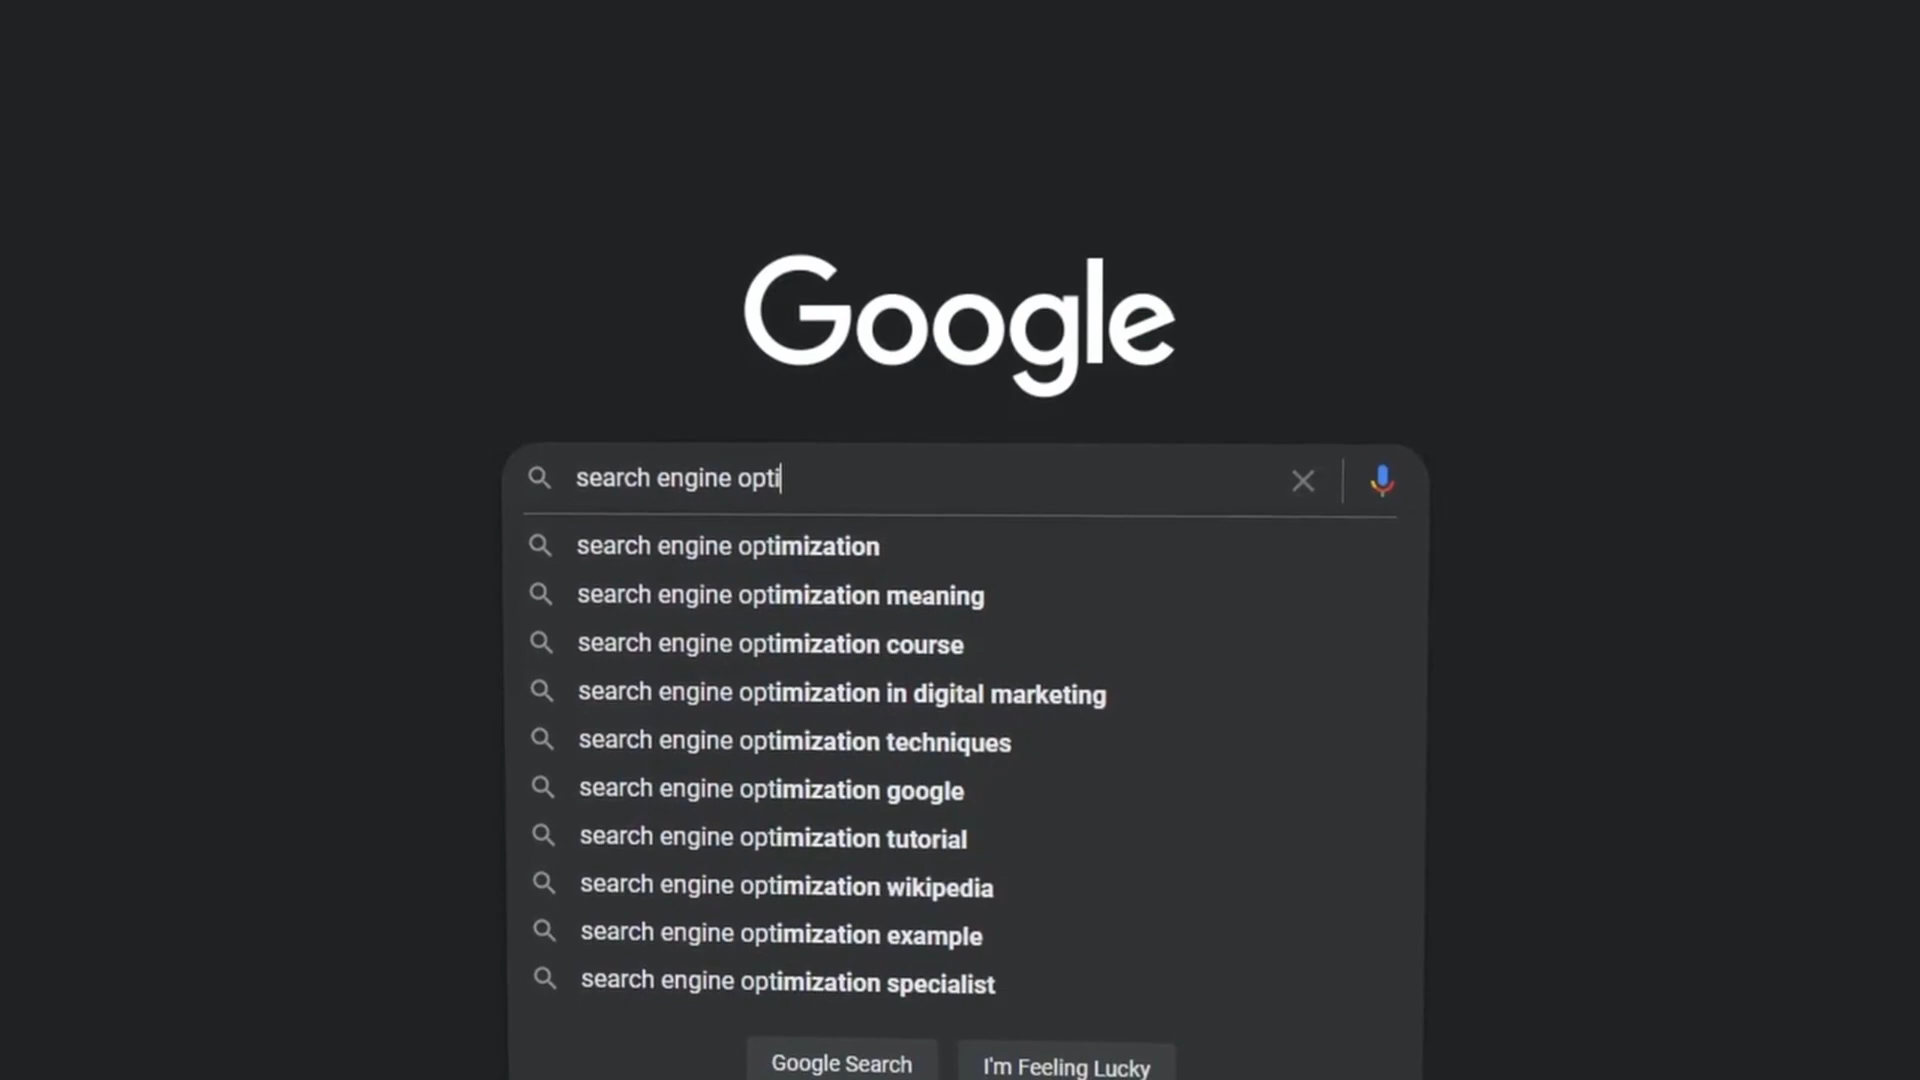 Google
search engine opti
search engine optimization
search engine optimization meaning
search engine optimization course
search engine optimization in digital marketing
search engine optimization techniques
search engine optimization google
search engine optimization tutorial
search engine optimization wikipedia
search engine optimization example
search engine optimization specialist
Google Search
I'm Feeling Lucky